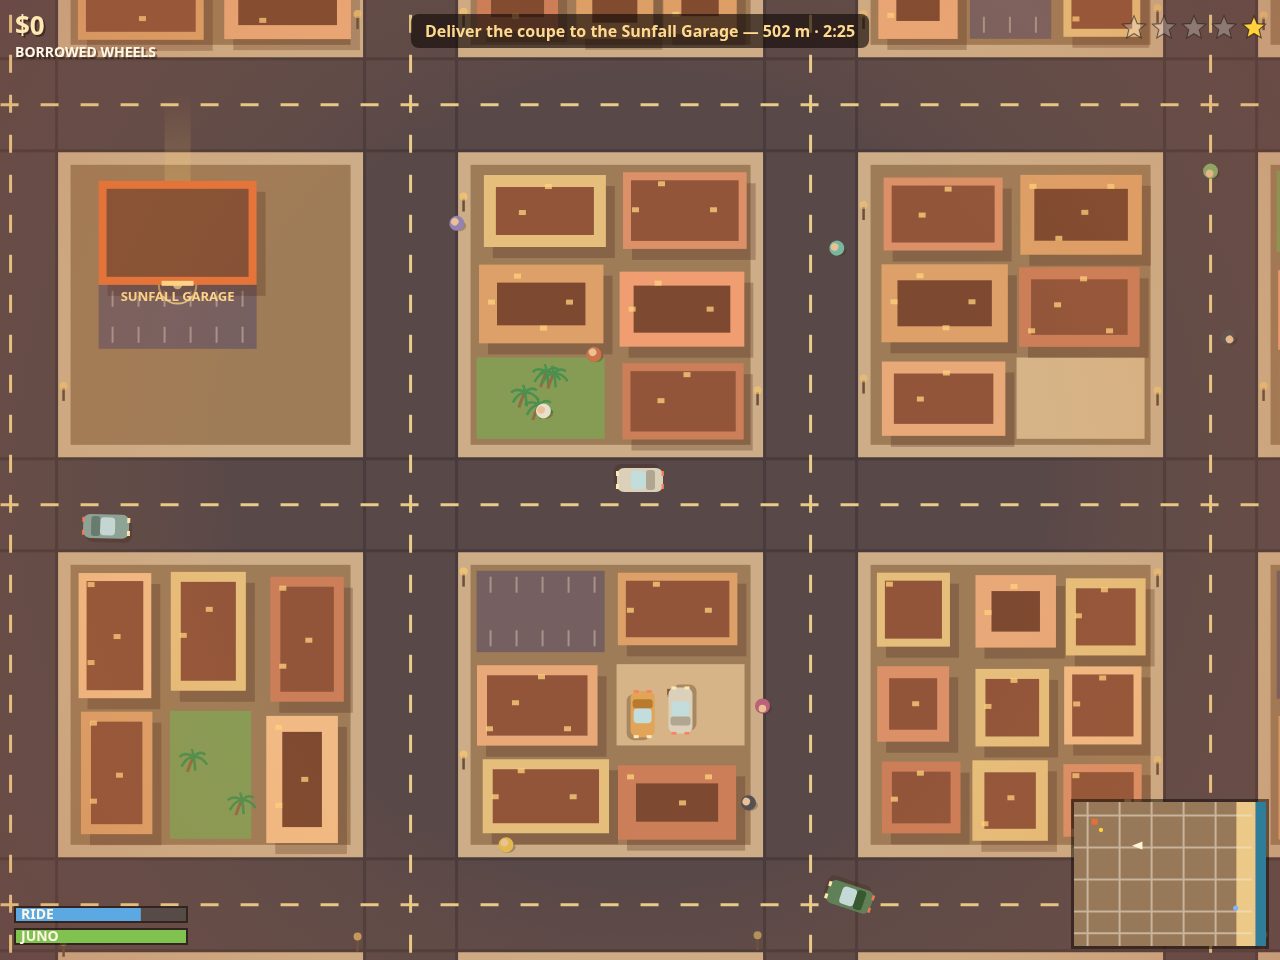 $0
BORROWED WHEELS
Deliver the coupe to the Sunfall Garage — 502 m · 2:25
SUNFALL GARAGE
RIDE
JUNO